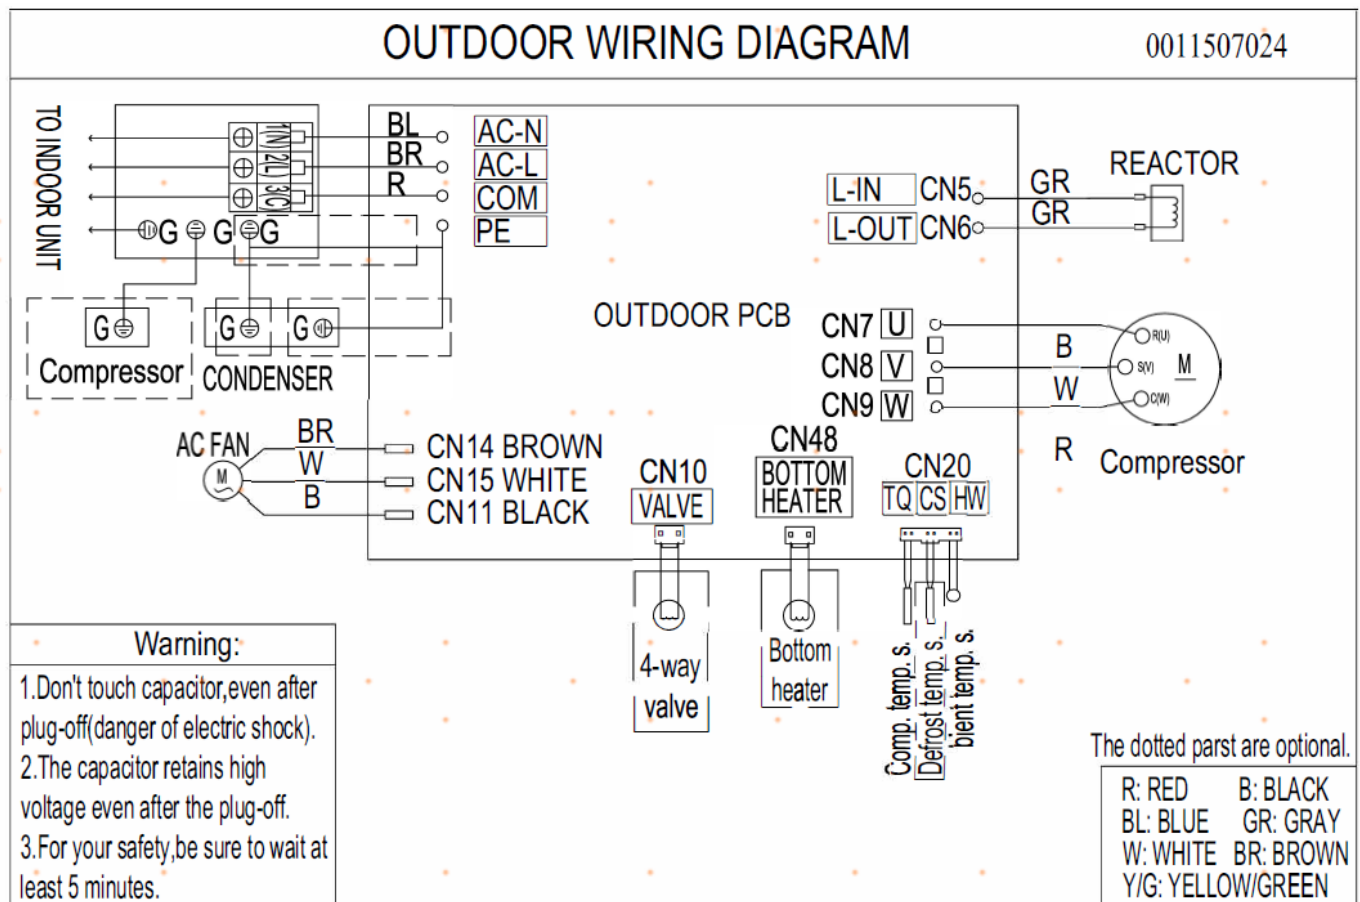 OUTDOOR WIRING DIAGRAM
0011507024
TO INDOOR UNIT
1(N)
2(L)
3(C)
BL
BR
R
AC-N
AC-L
COM
PE
G
G
G
G
Compressor
G
G
CONDENSER
L-IN CN5
L-OUT CN6
GR
GR
REACTOR
OUTDOOR PCB
CN7 U
CN8 V
CN9 W
B
W
R
R(U)
S(V)
C(W)
M
Compressor
AC FAN
M
BR
W
B
CN14 BROWN
CN15 WHITE
CN11 BLACK
CN10
VALVE
4-way
valve
CN48
BOTTOM
HEATER
Bottom
heater
CN20
TQ CS HW
Comp. temp. s.
Defrost temp. s.
bient temp. s.
Warning:
1.Don't touch capacitor,even after
plug-off(danger of electric shock).
2.The capacitor retains high
voltage even after the plug-off.
3.For your safety,be sure to wait at
least 5 minutes.
The dotted parst are optional.
R: RED B: BLACK
BL: BLUE GR: GRAY
W: WHITE BR: BROWN
Y/G: YELLOW/GREEN